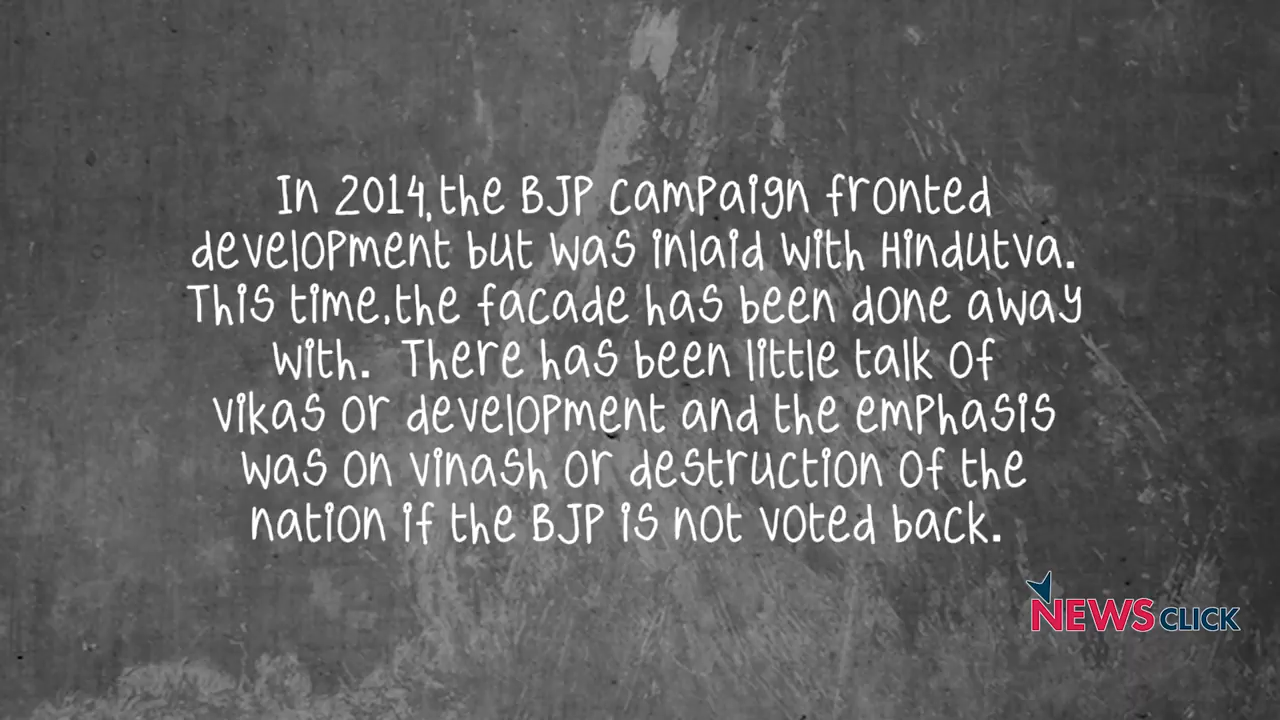 In 2014,the BJP campaign fronted
development but was inlaid with Hindutva.
This time,the facade has been done away
with. There has been little talk of
vikas or development and the emphasis
was on vinash or destruction of the
nation if the BJP is not voted back.
NEWSCLICK